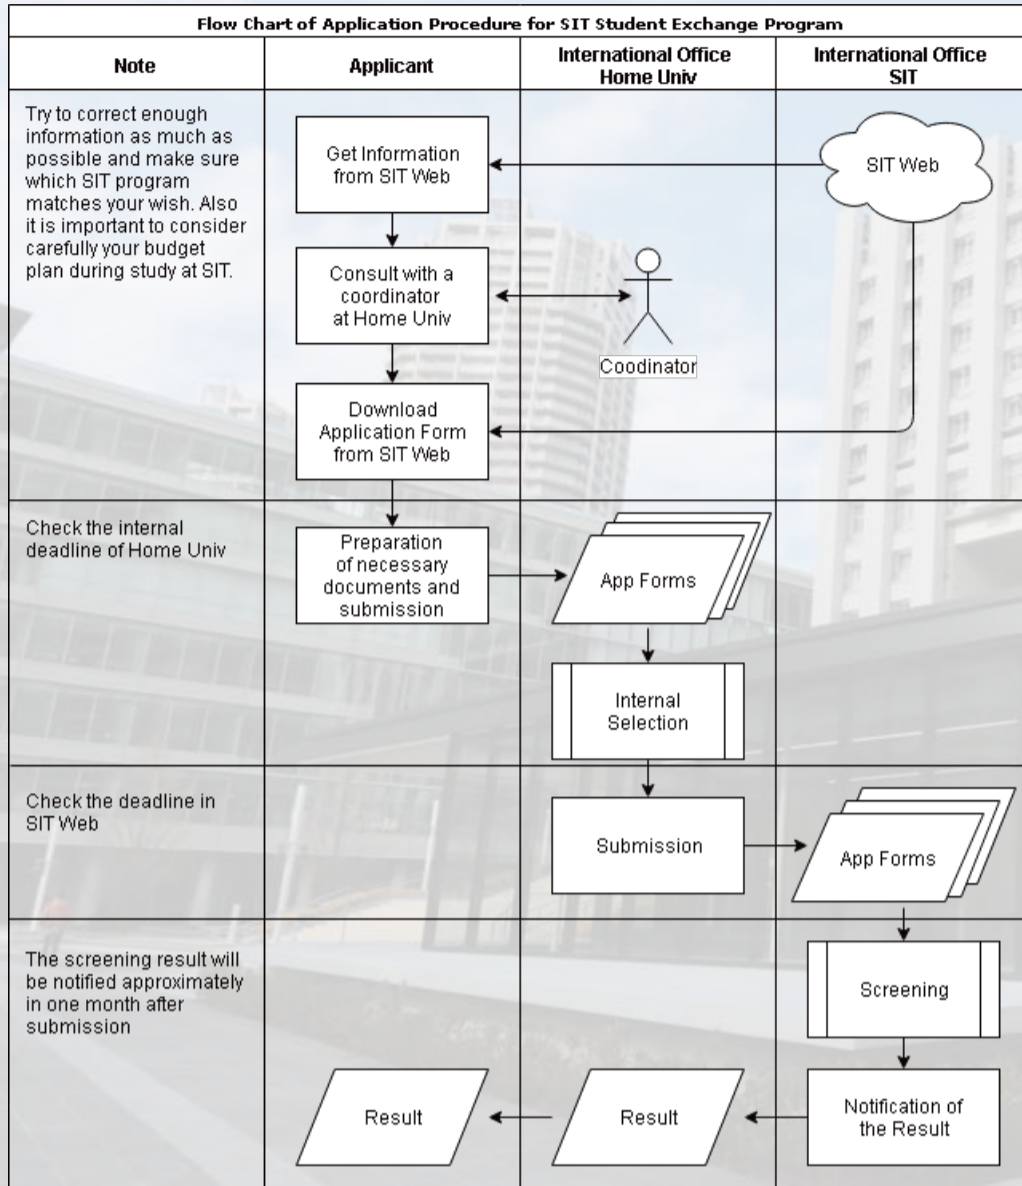 Flow Chart of Application Procedure for SIT Student Exchange Program
Note
Applicant
International Office
Home Univ
International Office
SIT
Try to correct enough
information as much as
possible and make sure
which SIT program
matches your wish. Also
it is important to consider
carefully your budget
plan during study at SIT.
Get Information
from SIT Web
SIT Web
Consult with a
coordinator
at Home Univ
Coodinator
Download
Application Form
from SIT Web
Check the internal
deadline of Home Univ
Preparation
of necessary
documents and
submission
App Forms
Internal
Selection
Check the deadline in
SIT Web
Submission
App Forms
The screening result will
be notified approximately
in one month after
submission
Screening
Result
Result
Notification of
the Result